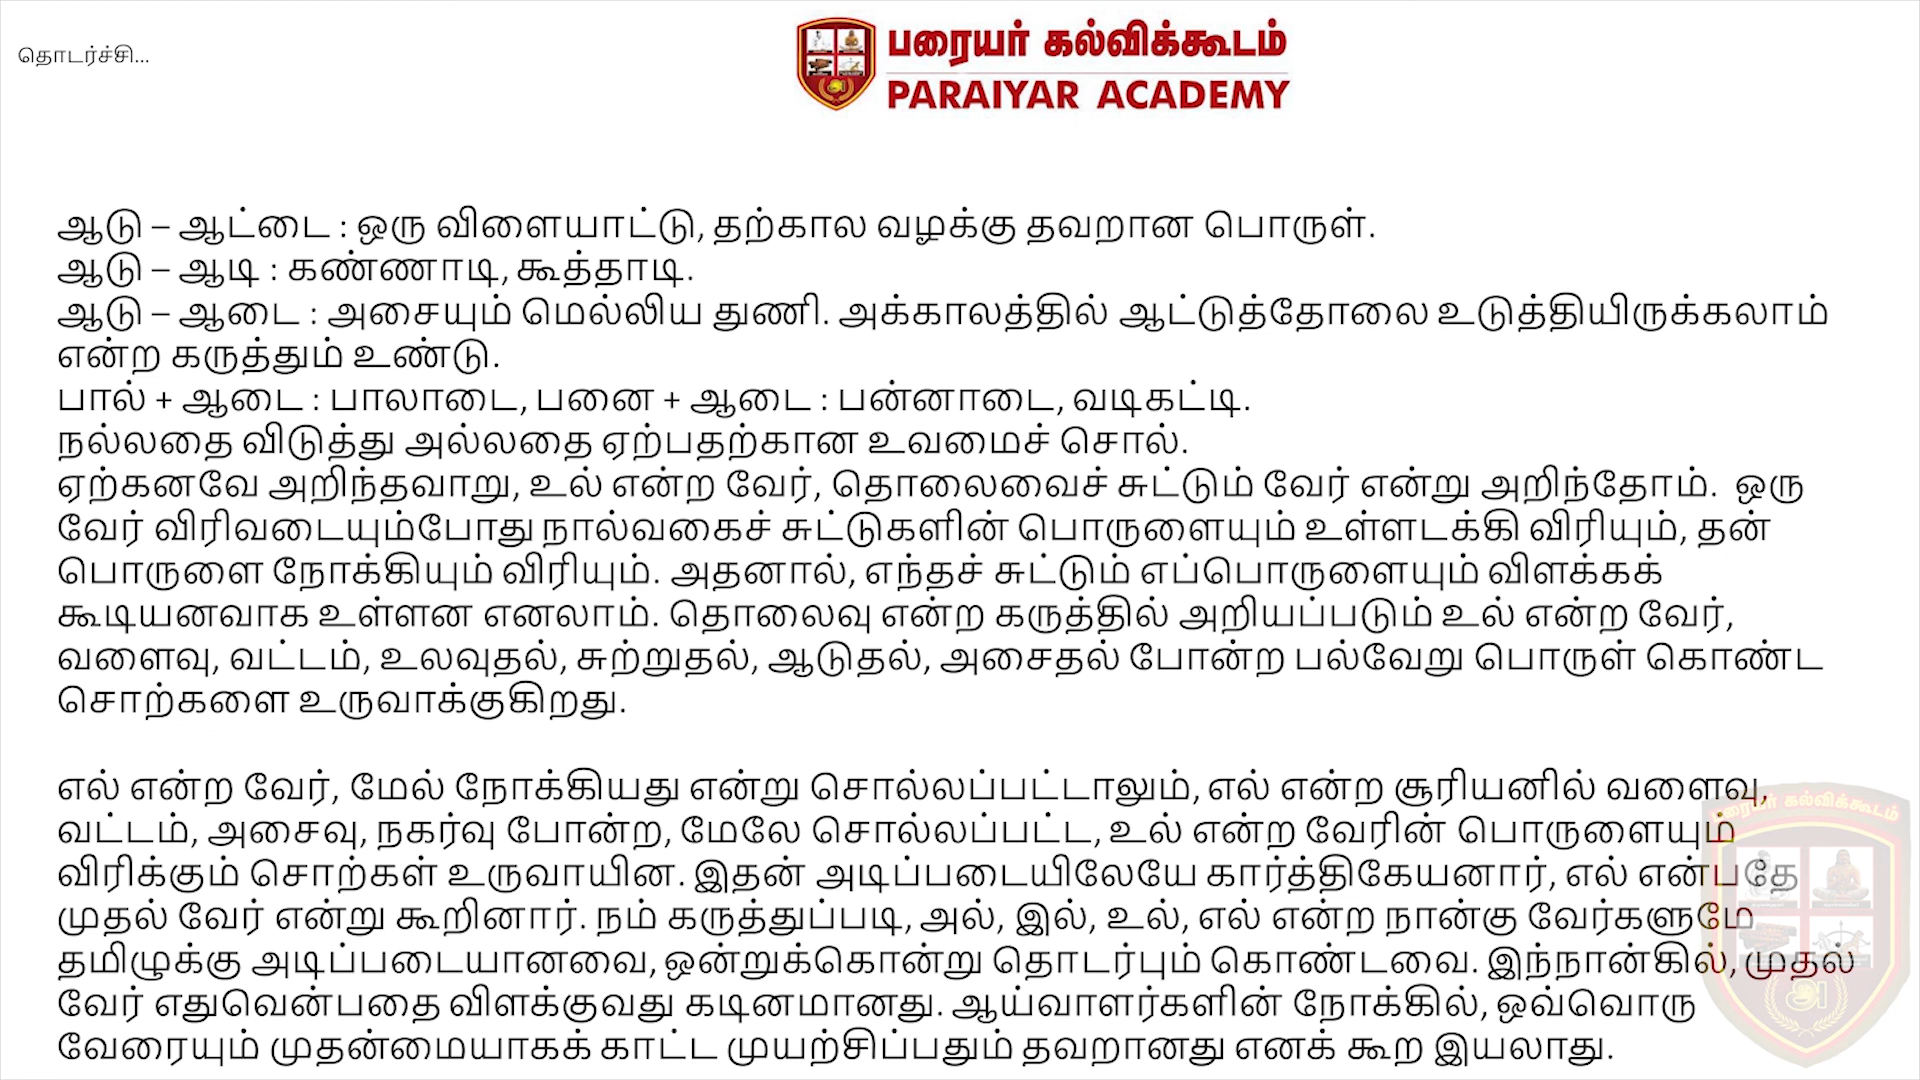 தொடர்ச்சி...
பரையர் கல்விக்கூடம்
PARAIYAR ACADEMY
ஆடு – ஆட்டை : ஒரு விளையாட்டு, தற்கால வழக்கு தவறான பொருள்.
ஆடு – ஆடி : கண்ணாடி, கூத்தாடி.
ஆடு – ஆடை : அசையும் மெல்லிய துணி. அக்காலத்தில் ஆட்டுத்தோலை உடுத்தியிருக்கலாம்
என்ற கருத்தும் உண்டு.
பால் + ஆடை : பாலாடை, பனை + ஆடை : பன்னாடை, வடிகட்டி.
நல்லதை விடுத்து அல்லதை ஏற்பதற்கான உவமைச் சொல்.
ஏற்கனவே அறிந்தவாறு, உல் என்ற வேர், தொலைவைச் சுட்டும் வேர் என்று அறிந்தோம். ஒரு
வேர் விரிவடையும்போது நால்வகைச் சுட்டுகளின் பொருளையும் உள்ளடக்கி விரியும், தன்
பொருளை நோக்கியும் விரியும். அதனால், எந்தச் சுட்டும் எப்பொருளையும் விளக்கக்
கூடியனவாக உள்ளன எனலாம். தொலைவு என்ற கருத்தில் அறியப்படும் உல் என்ற வேர்,
வளைவு, வட்டம், உலவுதல், சுற்றுதல், ஆடுதல், அசைதல் போன்ற பல்வேறு பொருள் கொண்ட
சொற்களை உருவாக்குகிறது.
எல் என்ற வேர், மேல் நோக்கியது என்று சொல்லப்பட்டாலும், எல் என்ற சூரியனில் வளைவு,
வட்டம், அசைவு, நகர்வு போன்ற, மேலே சொல்லப்பட்ட, உல் என்ற வேரின் பொருளையும்
விரிக்கும் சொற்கள் உருவாயின. இதன் அடிப்படையிலேயே கார்த்திகேயனார், எல் என்பதே
முதல் வேர் என்று கூறினார். நம் கருத்துப்படி, அல், இல், உல், எல் என்ற நான்கு வேர்களுமே
தமிழுக்கு அடிப்படையானவை, ஒன்றுக்கொன்று தொடர்பும் கொண்டவை. இந்நான்கில், முதல்
வேர் எதுவென்பதை விளக்குவது கடினமானது. ஆய்வாளர்களின் நோக்கில், ஒவ்வொரு
வேரையும் முதன்மையாகக் காட்ட முயற்சிப்பதும் தவறானது எனக் கூற இயலாது.
பரையர் கல்விக்கூடம்
அ